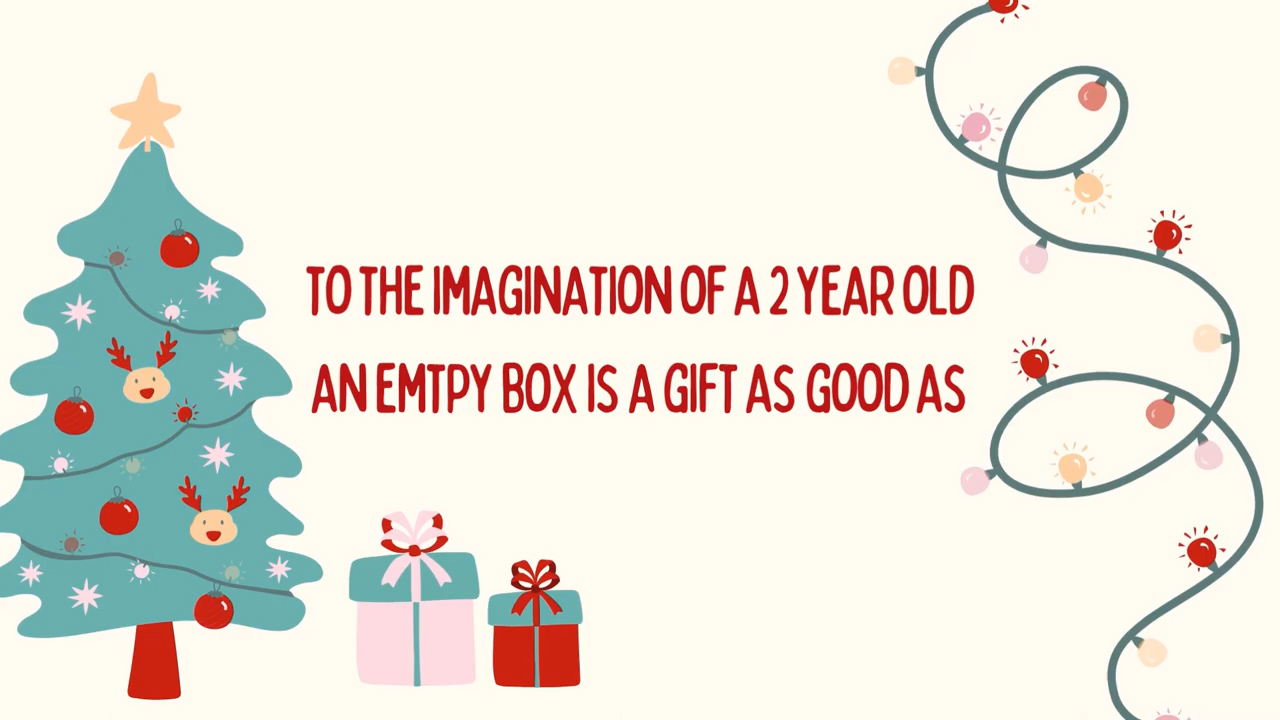 TO THE IMAGINATION OF A 2 YEAR OLD
AN EMTPY BOX IS A GIFT AS GOOD AS